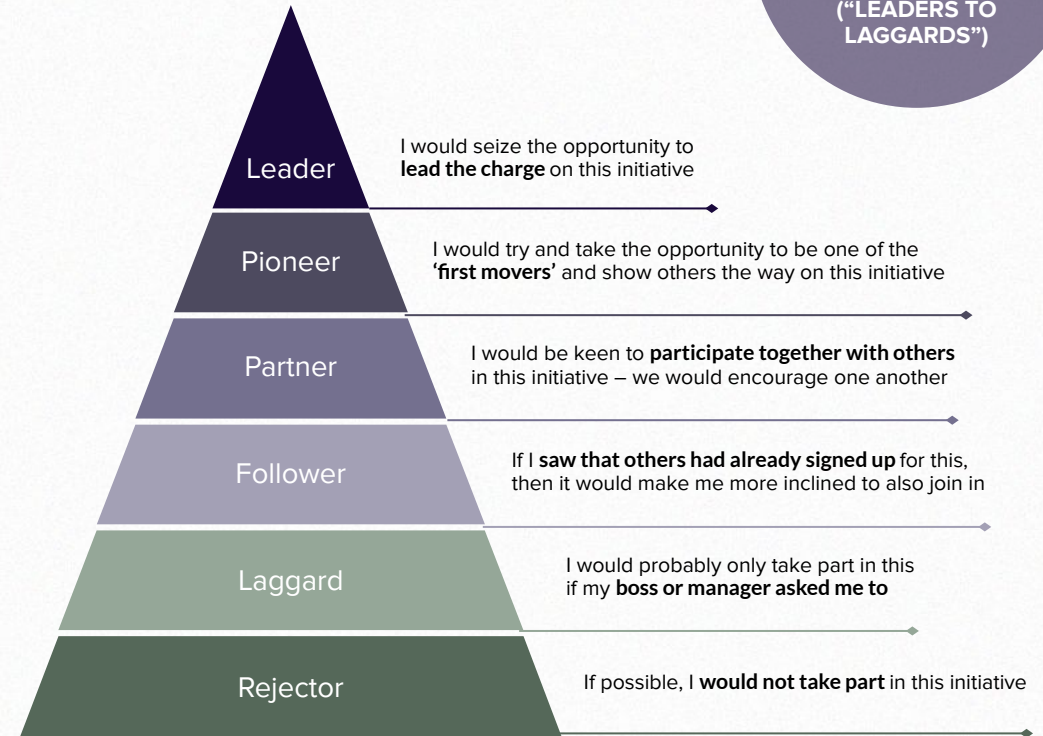 (“LEADERS TO
LAGGARDS”)
Leader
I would seize the opportunity to
lead the charge on this initiative
Pioneer
I would try and take the opportunity to be one of the
‘first movers’ and show others the way on this initiative
Partner
I would be keen to participate together with others
in this initiative – we would encourage one another
Follower
If I saw that others had already signed up for this,
then it would make me more inclined to also join in
Laggard
I would probably only take part in this
if my boss or manager asked me to
Rejector
If possible, I would not take part in this initiative